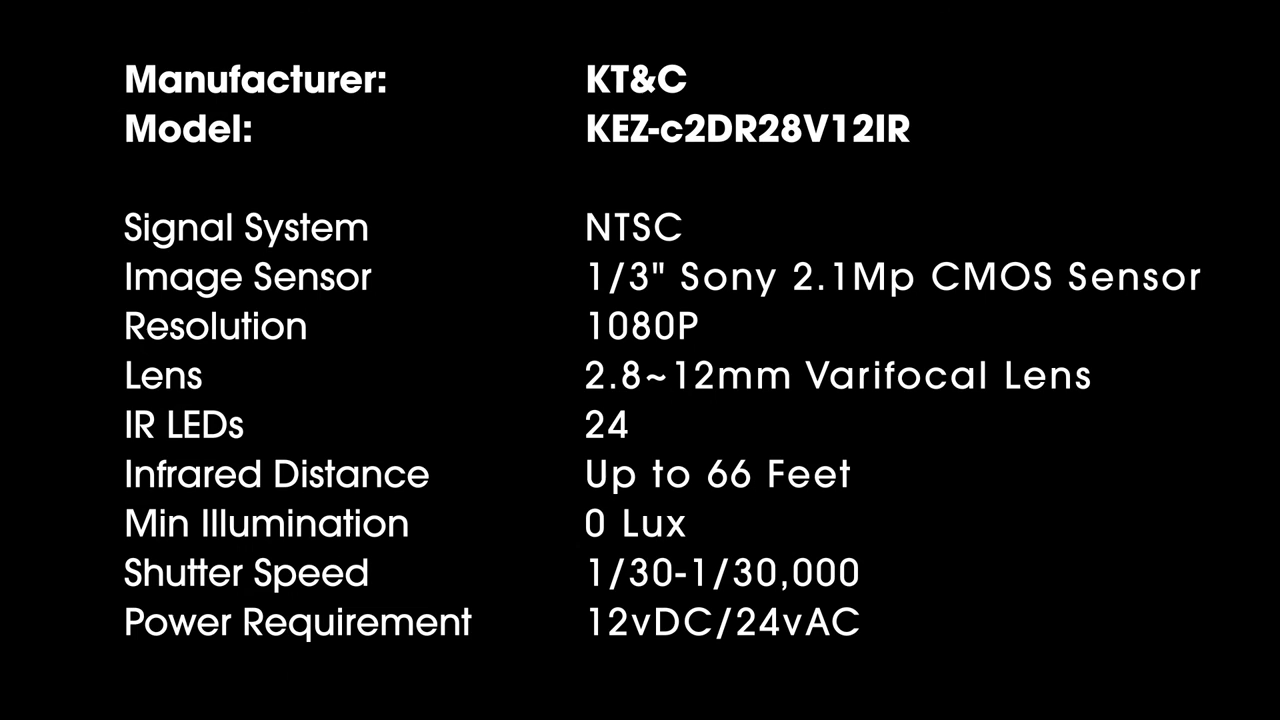 Manufacturer: KT&C
Model: KEZ-c2DR28V12IR
Signal System NTSC
Image Sensor 1/3" Sony 2.1Mp CMOS Sensor
Resolution 1080P
Lens 2.8~12mm Varifocal Lens
IR LEDs 24
Infrared Distance Up to 66 Feet
Min Illumination 0 Lux
Shutter Speed 1/30-1/30,000
Power Requirement 12vDC/24vAC